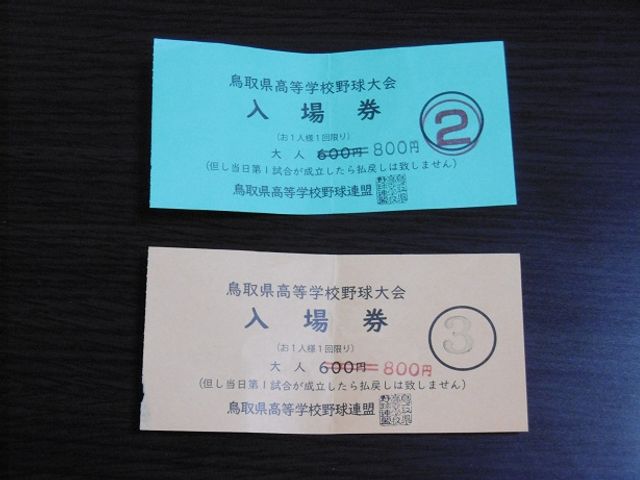 鳥取県高等学校野球大会
入場券
2
(お1人様1回限り)
大人 600円 800円
(但し当日第1試合が成立したら払戻しは致しません)
鳥取県高等学校野球連盟
鳥取県高等学校野球大会
入場券
3
(お1人様1回限り)
大人 600円 800円
(但し当日第1試合が成立したら払戻しは致しません)
鳥取県高等学校野球連盟